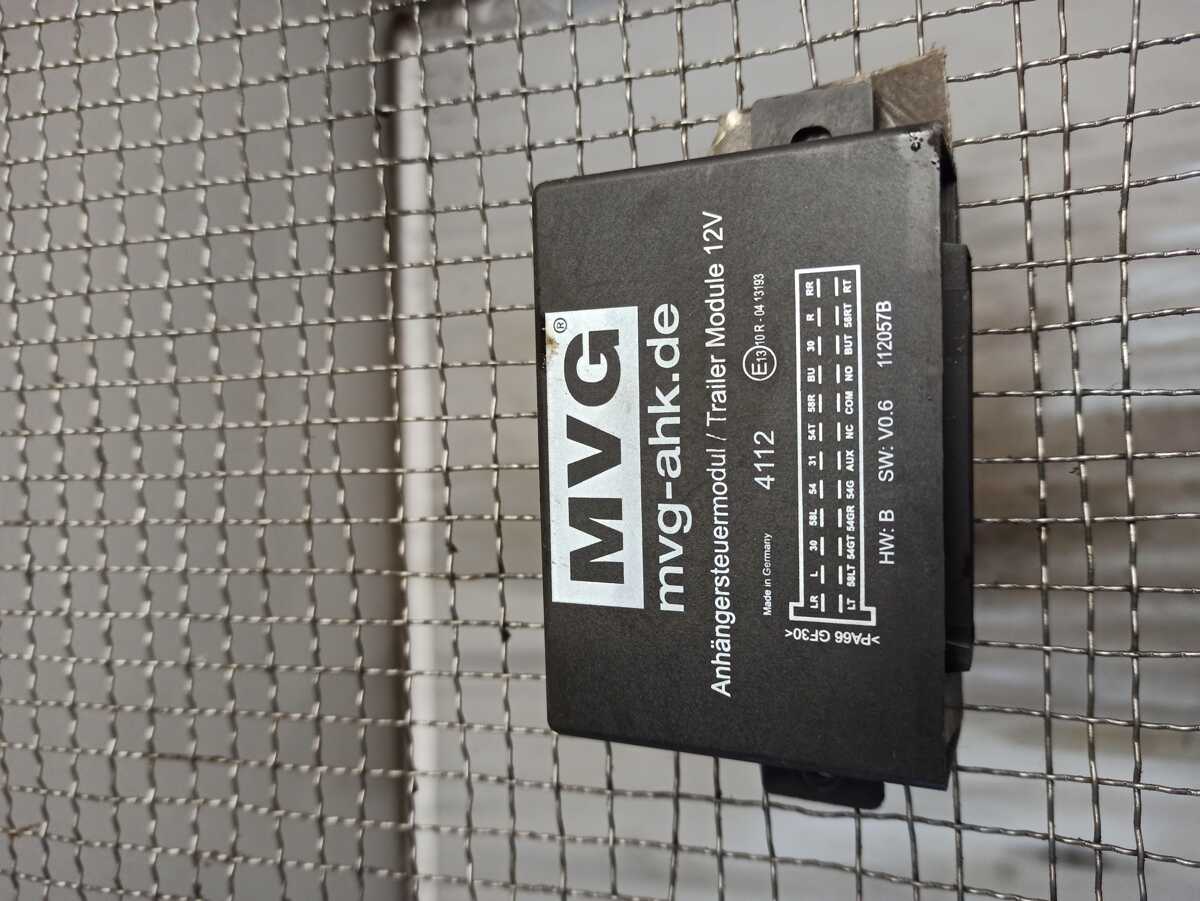 MVG®
mvg-ahk.de
Anhängersteuermodul / Trailer Module 12V
Made in Germany 4112 E13 10 R - 04 13193
LR L 30 58L 54 31 54T 58R BU 30 R RR
LT 58LT 54GT 54GR 54G AUX NC COM NO BUT 58RT RT
>PA66 GF30<
HW: B SW: V0.6 112057B